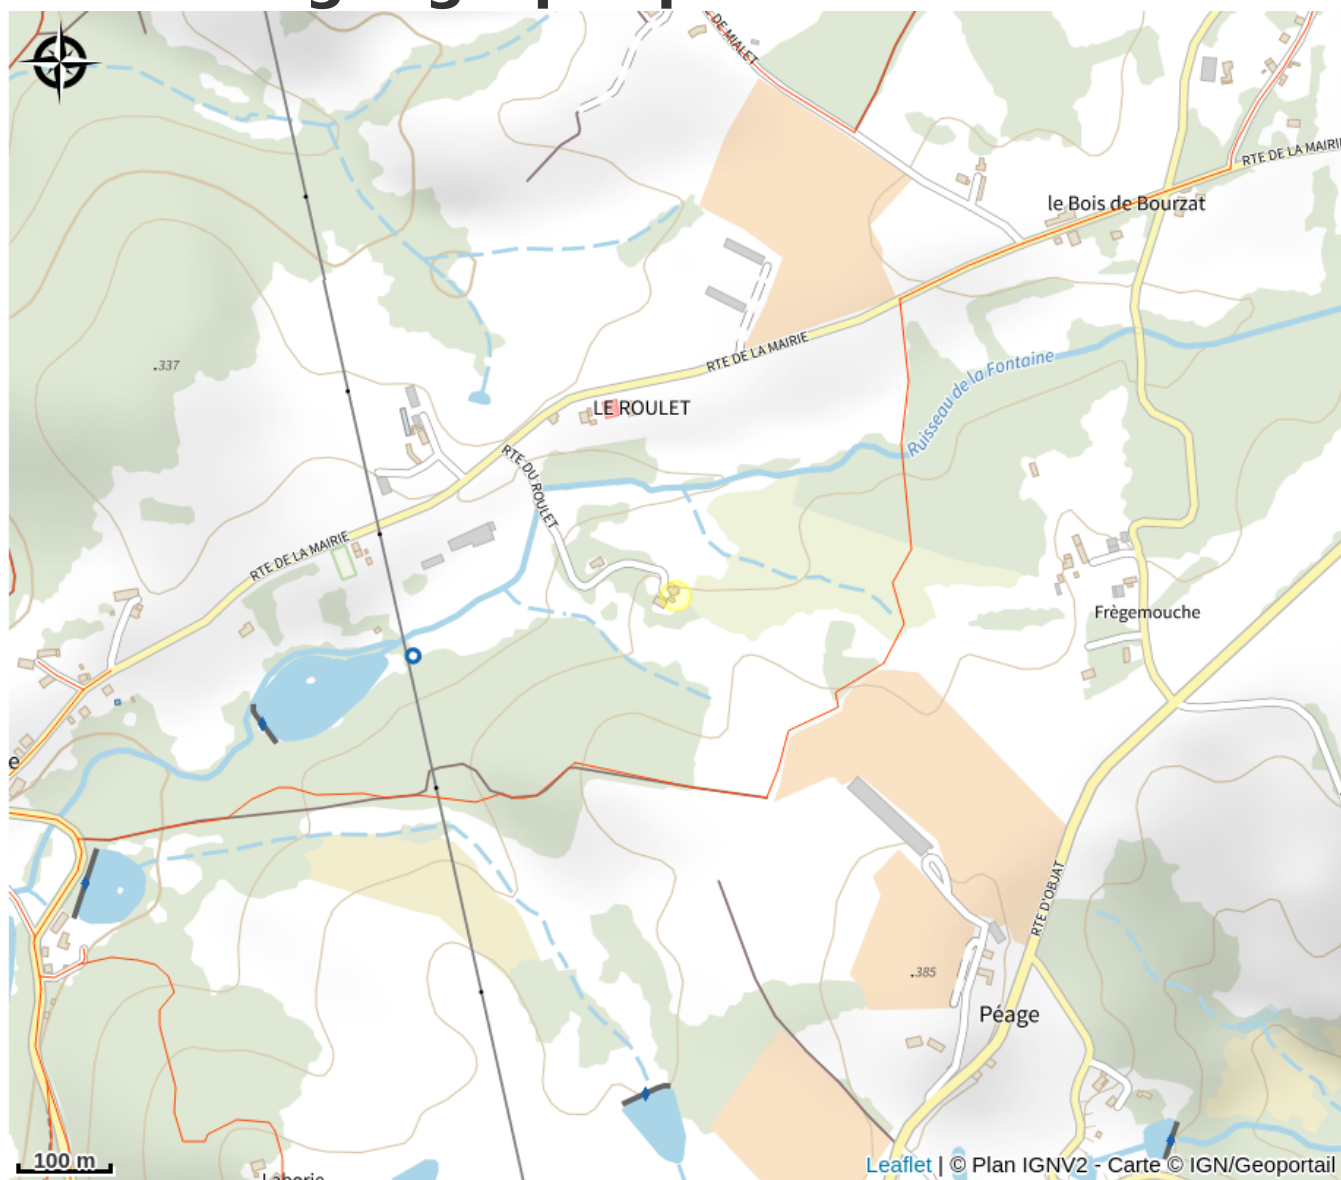 DE MIALET
RTE DE LA MAIRIE
le Bois de Bourzat
.337
RTE DE LA MAIRIE
Ruisseau de la Fontaine
LE ROULET
RTE DU ROULET
RTE DE LA MAIRIE
Frègemouche
e
RTE D'OBJAT
.385
Péage
100 m
Leaflet | © Plan IGNV2 - Carte © IGN/Geoportail
Laborie